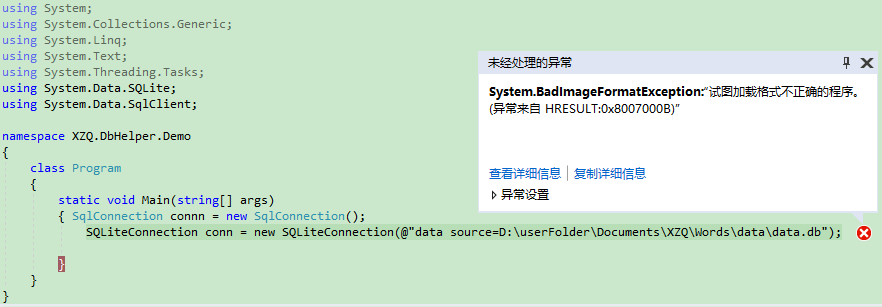 using System;
using System.Collections.Generic;
using System.Linq;
using System.Text;
using System.Threading.Tasks;
using System.Data.SQLite;
using System.Data.SqlClient;
namespace XZQ.DbHelper.Demo
{
class Program
{
static void Main(string[] args)
{ SqlConnection connn = new SqlConnection();
SQLiteConnection conn = new SQLiteConnection(@"data source=D:\userFolder\Documents\XZQ\Words\data\data.db");
}
}
}
未经处理的异常
System.BadImageFormatException:“试图加载格式不正确的程序。
(异常来自 HRESULT:0x8007000B)”
查看详细信息 | 复制详细信息
异常设置